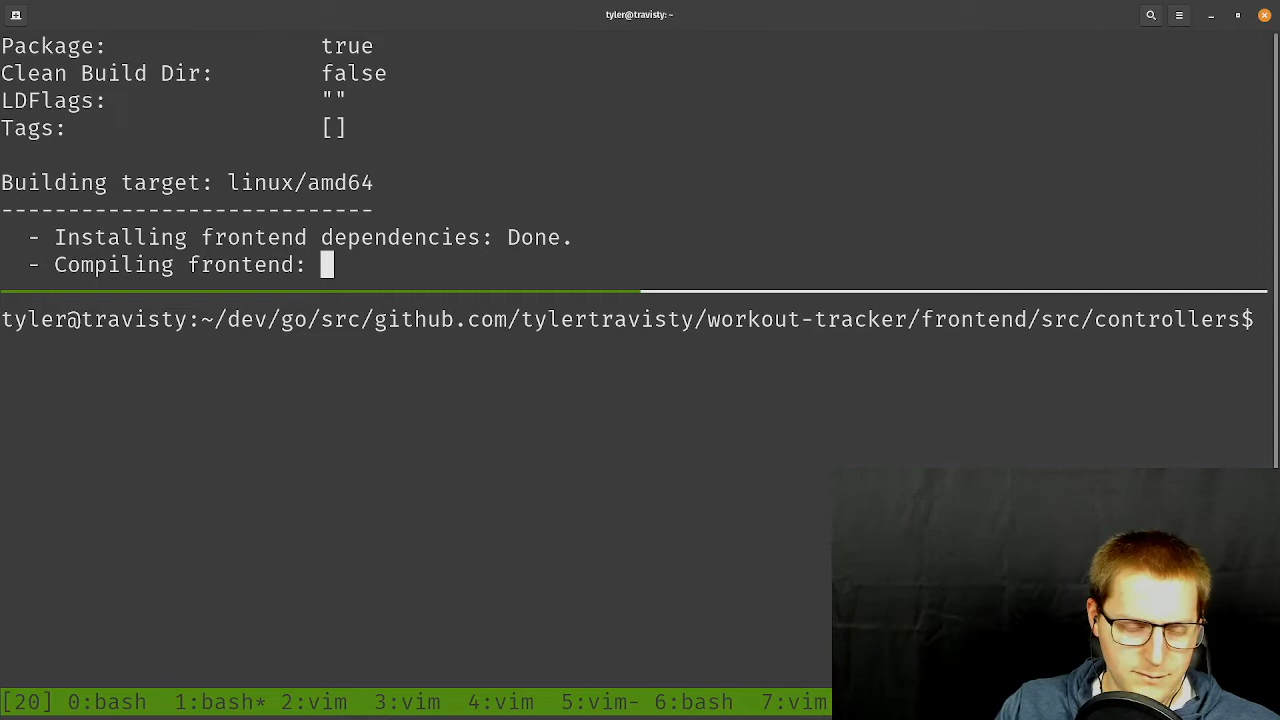 tyler@travisty: ~
Package: true
Clean Build Dir: false
LDFlags: ""
Tags: []
Building target: linux/amd64
----------------------------
- Installing frontend dependencies: Done.
- Compiling frontend:
tyler@travisty:~/dev/go/src/github.com/tylertravisty/workout-tracker/frontend/src/controllers$
[20] 0:bash 1:bash* 2:vim 3:vim 4:vim 5:vim- 6:bash 7:vim